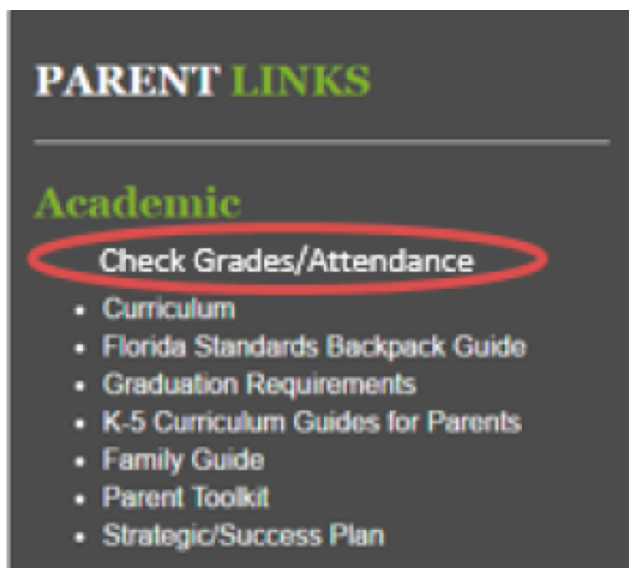 PARENT LINKS
Academic
Check Grades/Attendance
• Curriculum
• Florida Standards Backpack Guide
• Graduation Requirements
• K-5 Curriculum Guides for Parents
• Family Guide
• Parent Toolkit
• Strategic/Success Plan